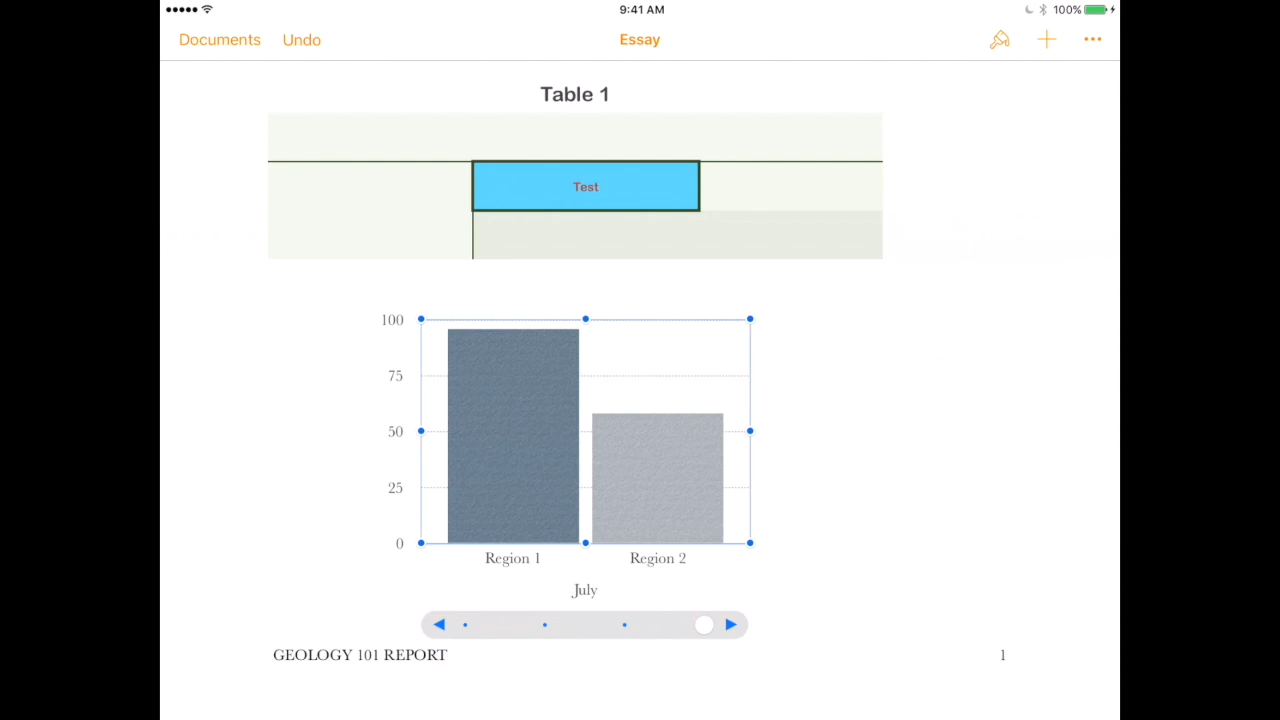 9:41 AM
100%
Documents Undo
Essay
Table 1
Test
100
75
50
25
0
Region 1 Region 2
July
GEOLOGY 101 REPORT 1